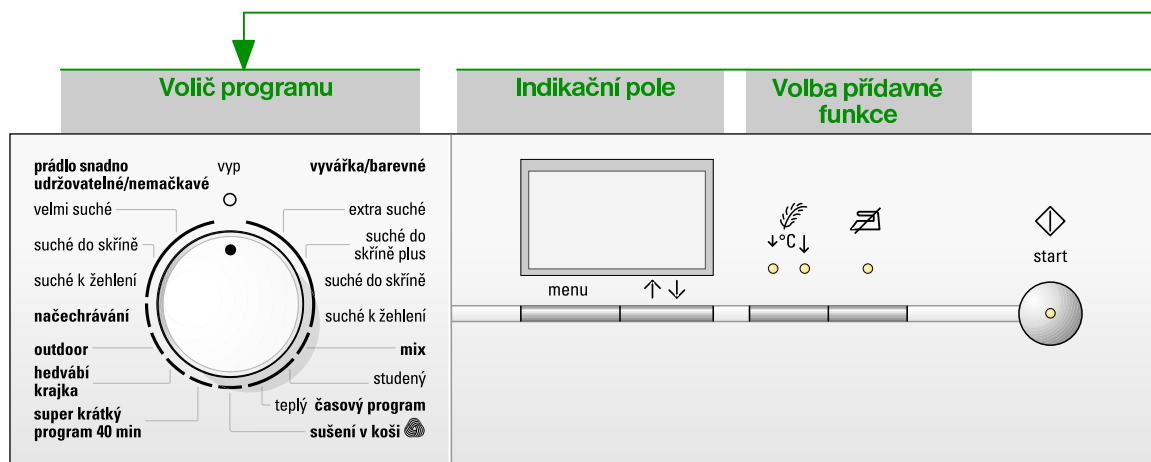 Volič programu
Indikační pole
Volba přídavné
funkce
prádlo snadno
udržovatelné/nemačkavé
vyp
vyvářka/barevné
velmi suché
extra suché
suché do skříně
suché do
skříně plus
suché k žehlení
suché do skříně
načechrávání
suché k žehlení
outdoor
mix
hedvábí
krajka
studený
super krátký
program 40 min
teplý časový program
sušení v koši
menu
°C
start